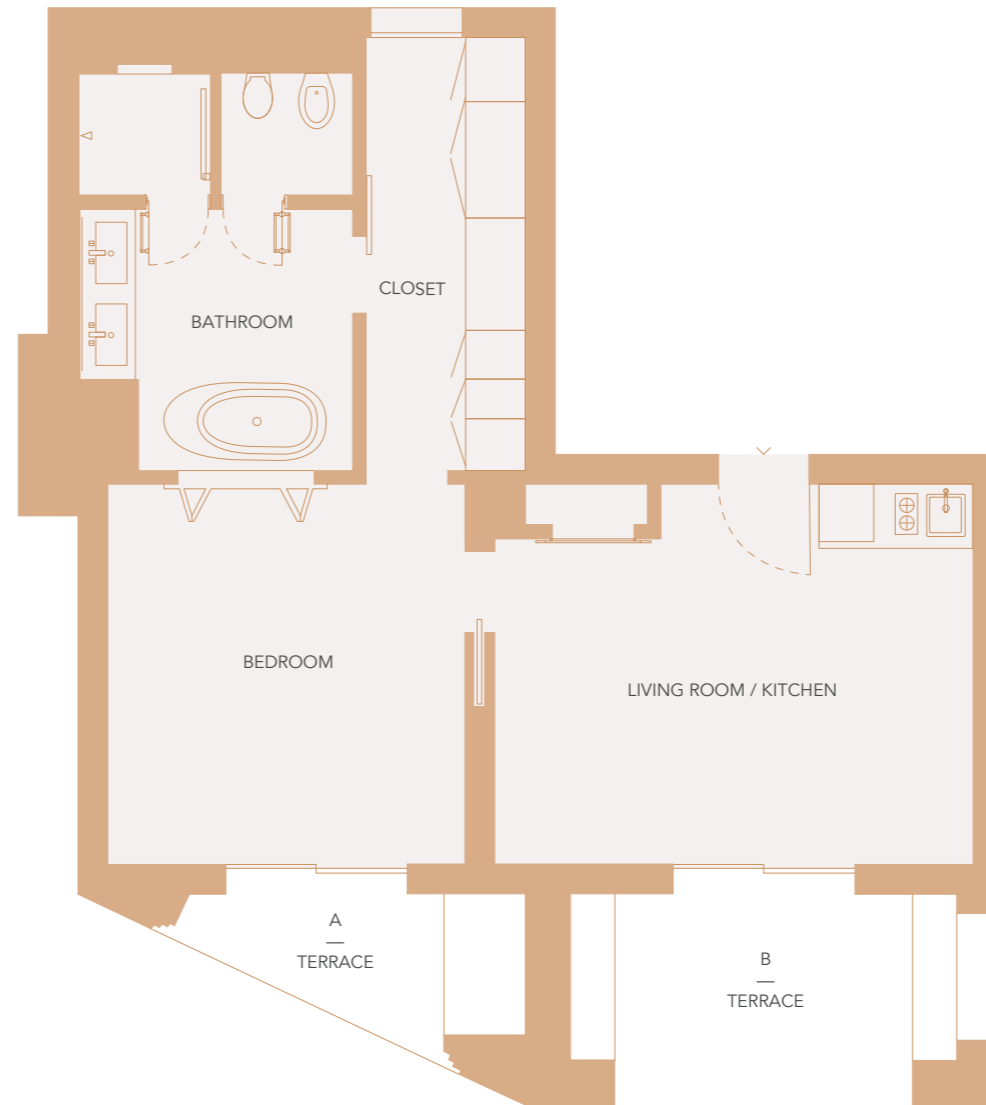 CLOSET
BATHROOM
BEDROOM
LIVING ROOM / KITCHEN
A
—
TERRACE
B
—
TERRACE